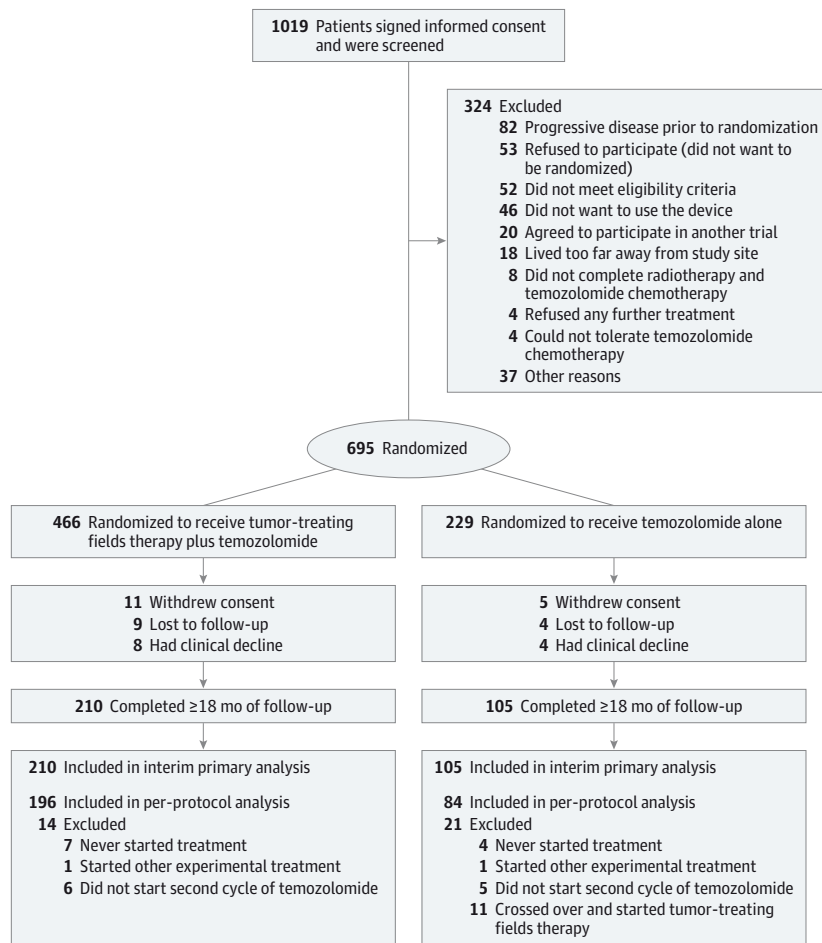 1019 Patients signed informed consent
and were screened
324 Excluded
82 Progressive disease prior to randomization
53 Refused to participate (did not want to
be randomized)
52 Did not meet eligibility criteria
46 Did not want to use the device
20 Agreed to participate in another trial
18 Lived too far away from study site
8 Did not complete radiotherapy and
temozolomide chemotherapy
4 Refused any further treatment
4 Could not tolerate temozolomide
chemotherapy
37 Other reasons
695 Randomized
466 Randomized to receive tumor-treating
fields therapy plus temozolomide
229 Randomized to receive temozolomide alone
11 Withdrew consent
9 Lost to follow-up
8 Had clinical decline
5 Withdrew consent
4 Lost to follow-up
4 Had clinical decline
210 Completed ≥18 mo of follow-up
105 Completed ≥18 mo of follow-up
210 Included in interim primary analysis
196 Included in per-protocol analysis
14 Excluded
7 Never started treatment
1 Started other experimental treatment
6 Did not start second cycle of temozolomide
105 Included in interim primary analysis
84 Included in per-protocol analysis
21 Excluded
4 Never started treatment
1 Started other experimental treatment
5 Did not start second cycle of temozolomide
11 Crossed over and started tumor-treating
fields therapy